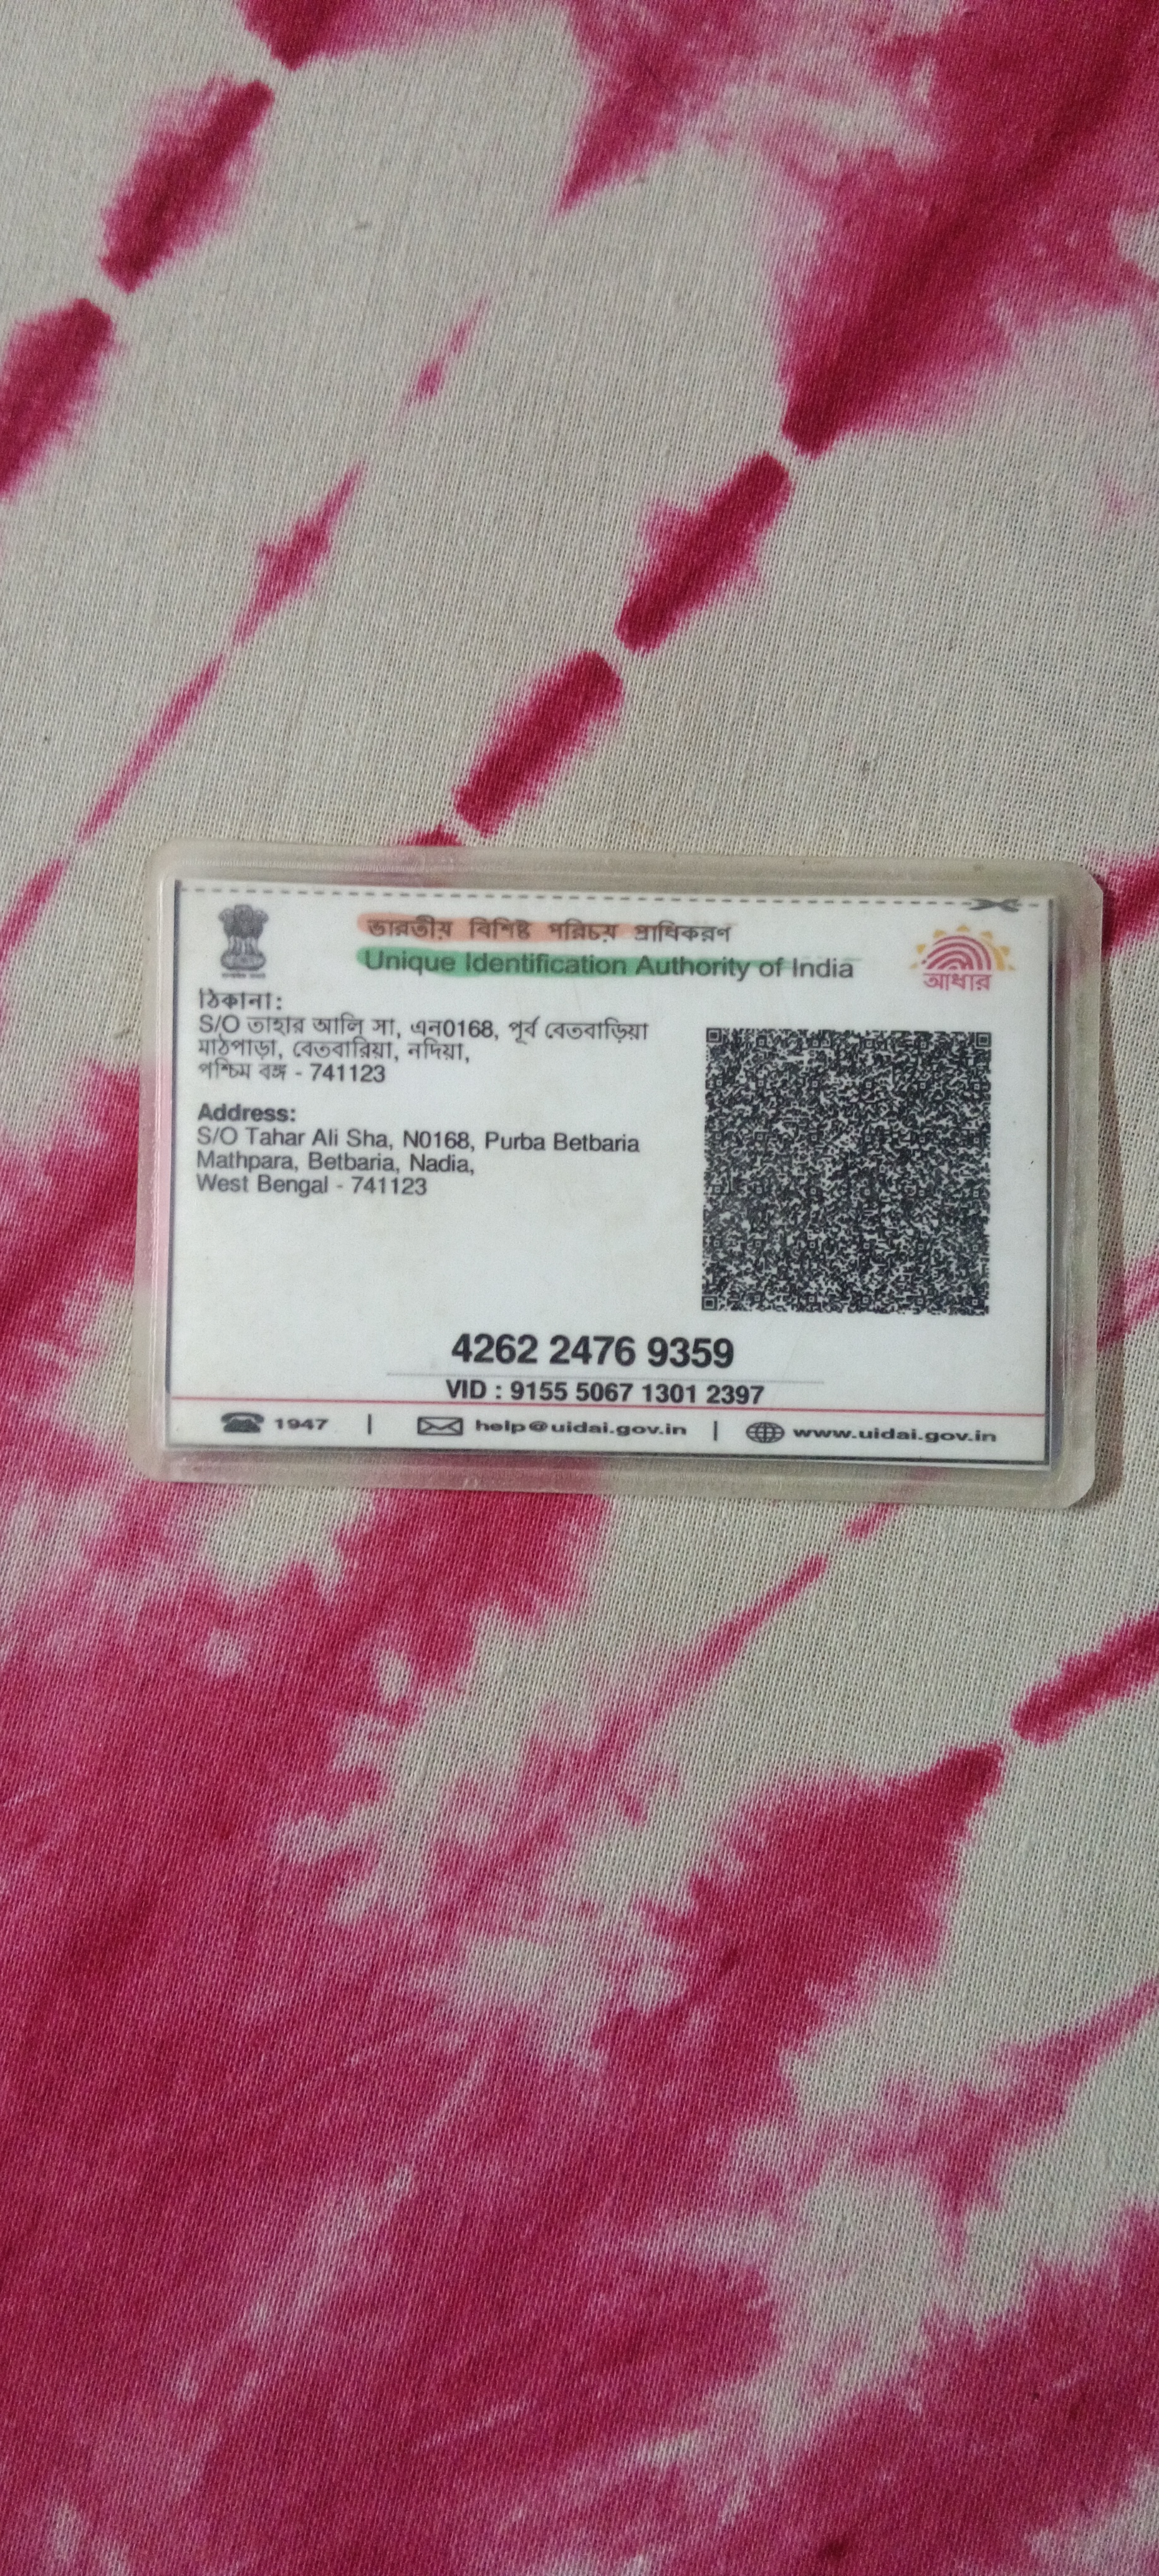 ভারতীয় বিশিষ্ট পরিচয় প্রাধিকরণ
Unique Identification Authority of India
আধার
ঠিকানা:
S/O তাহার আলি সা, এন0168, পূর্ব বেতবাড়িয়া
মাঠপাড়া, বেতবারিয়া, নদিয়া,
পশ্চিম বঙ্গ - 741123
Address:
S/O Tahar Ali Sha, N0168, Purba Betbaria
Mathpara, Betbaria, Nadia,
West Bengal - 741123
4262 2476 9359
VID : 9155 5067 1301 2397
1947 | help@uidai.gov.in | www.uidai.gov.in